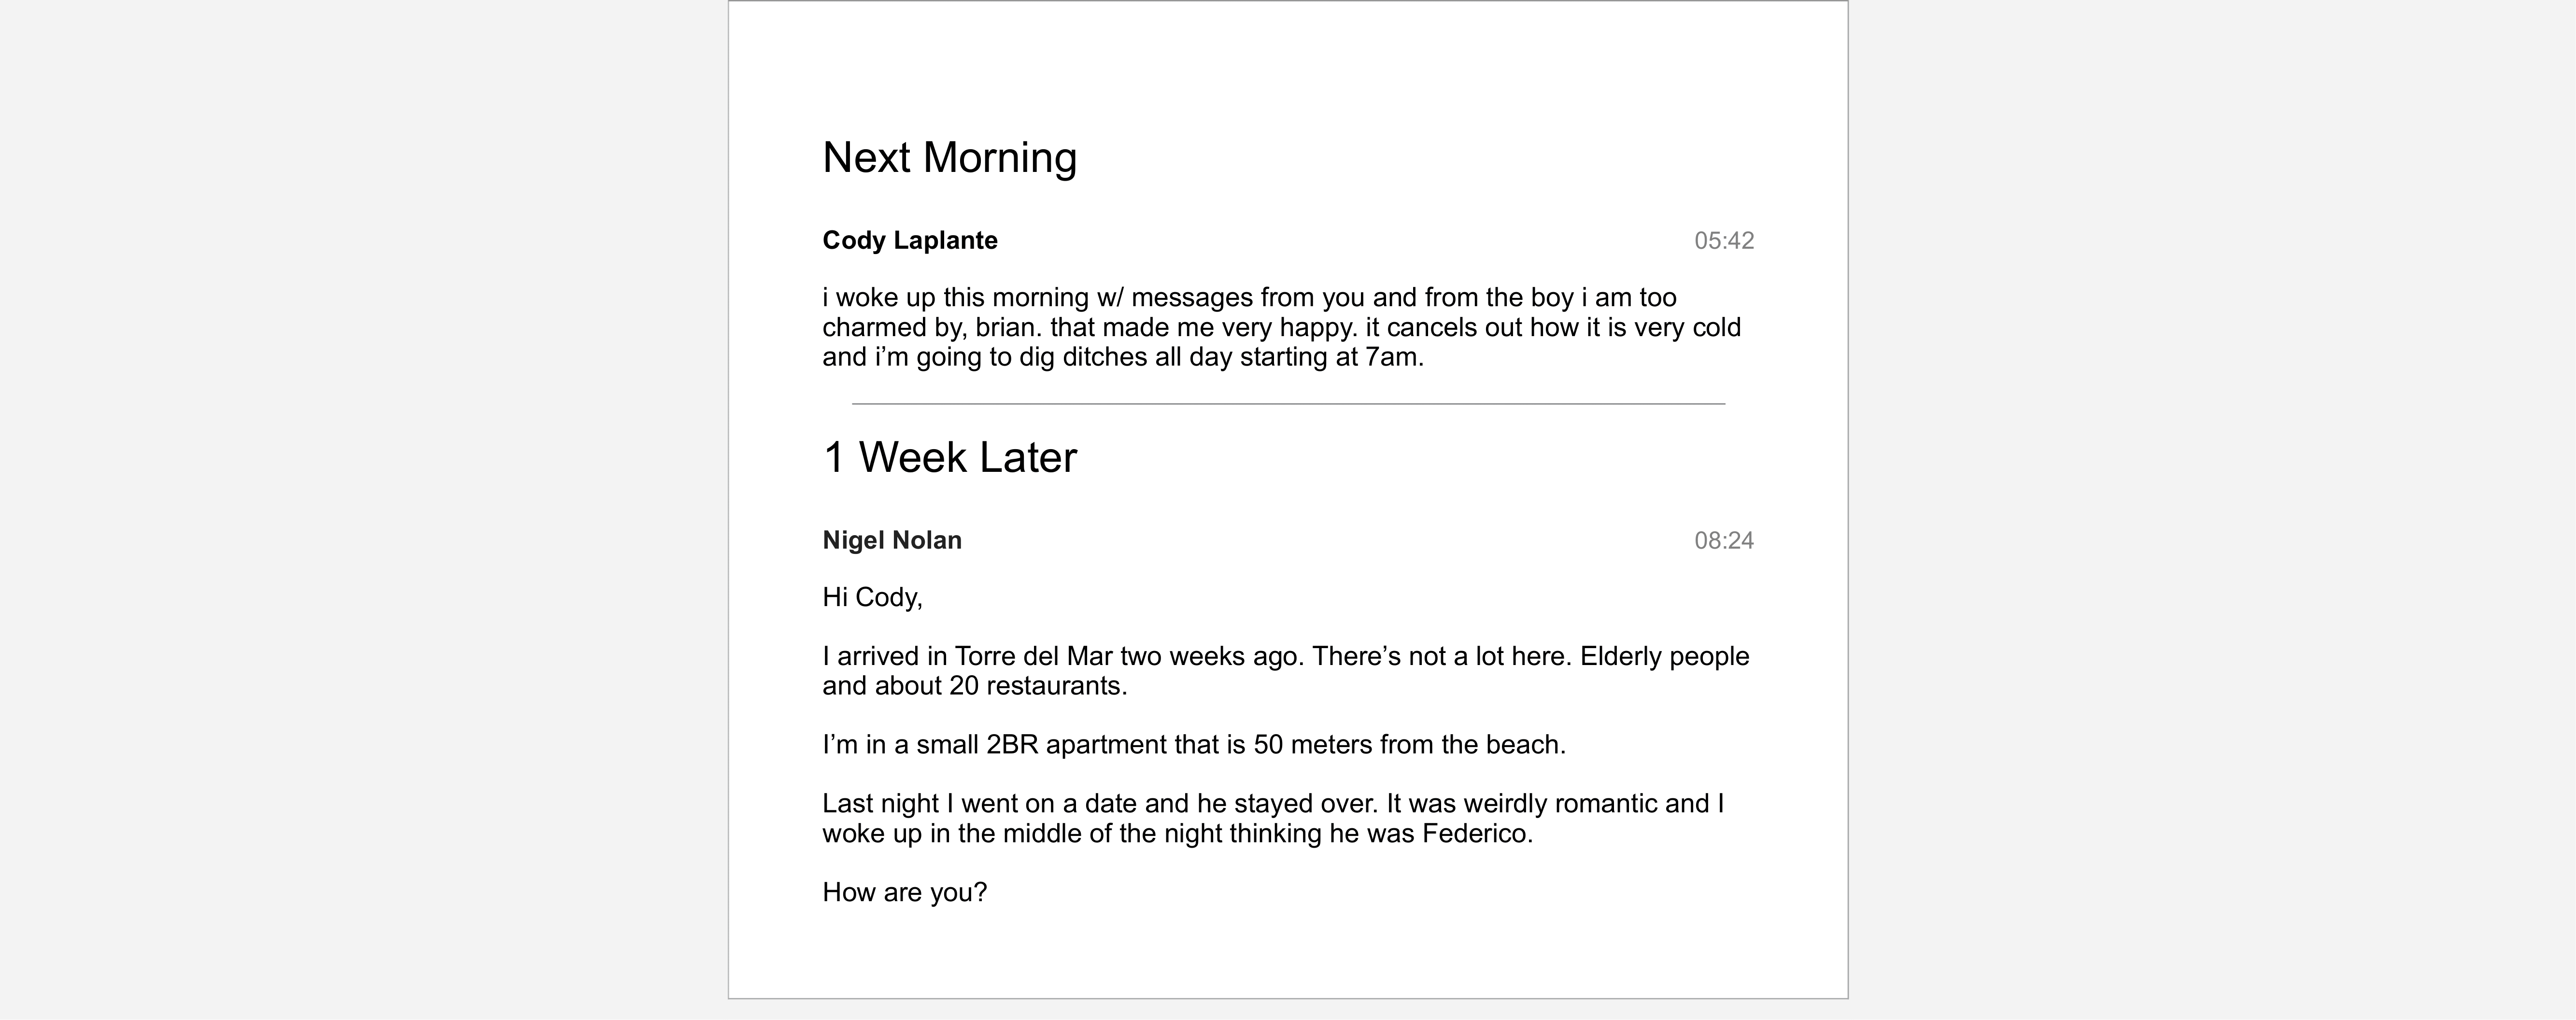 Next Morning
Cody Laplante 05:42
i woke up this morning w/ messages from you and from the boy i am too
charmed by, brian. that made me very happy. it cancels out how it is very cold
and i’m going to dig ditches all day starting at 7am.
1 Week Later
Nigel Nolan 08:24
Hi Cody,
I arrived in Torre del Mar two weeks ago. There’s not a lot here. Elderly people
and about 20 restaurants.
I’m in a small 2BR apartment that is 50 meters from the beach.
Last night I went on a date and he stayed over. It was weirdly romantic and I
woke up in the middle of the night thinking he was Federico.
How are you?